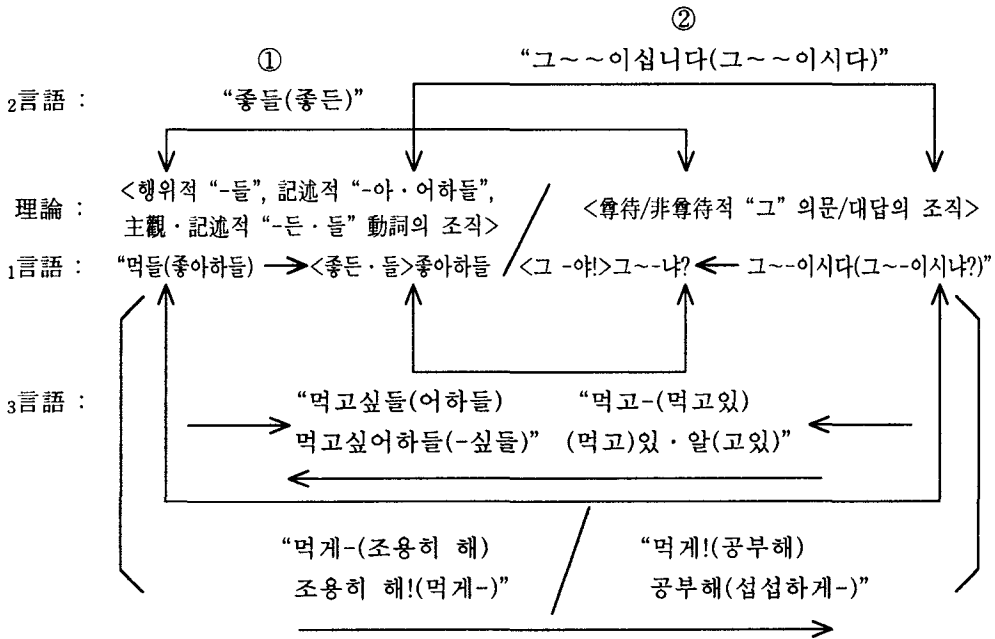 ②
“그~~이십니다(그~~이시다)”
①
₂言語 : “좋들(좋든)”
理論 : <행위적 “-들”, 記述적 “-아・어하들”,
主觀・記述적 “-든・들” 動詞의 조직>
<尊待/非尊待적 “그” 의문/대답의 조직>
₁言語 : “먹들(좋아하들) → <좋든・들>좋아하들 / <그 -야!>그~-냐? ← 그~-이시다(그~-이시냐?)”
₃言語 : “먹고싶들(어하들) “먹고-(먹고있)
먹고싶어하들(-싶들)” (먹고)있・알(고있)”
“먹게-(조용히 해) “먹게!(공부해)
조용히 해!(먹게-)” 공부해(섭섭하게-)”